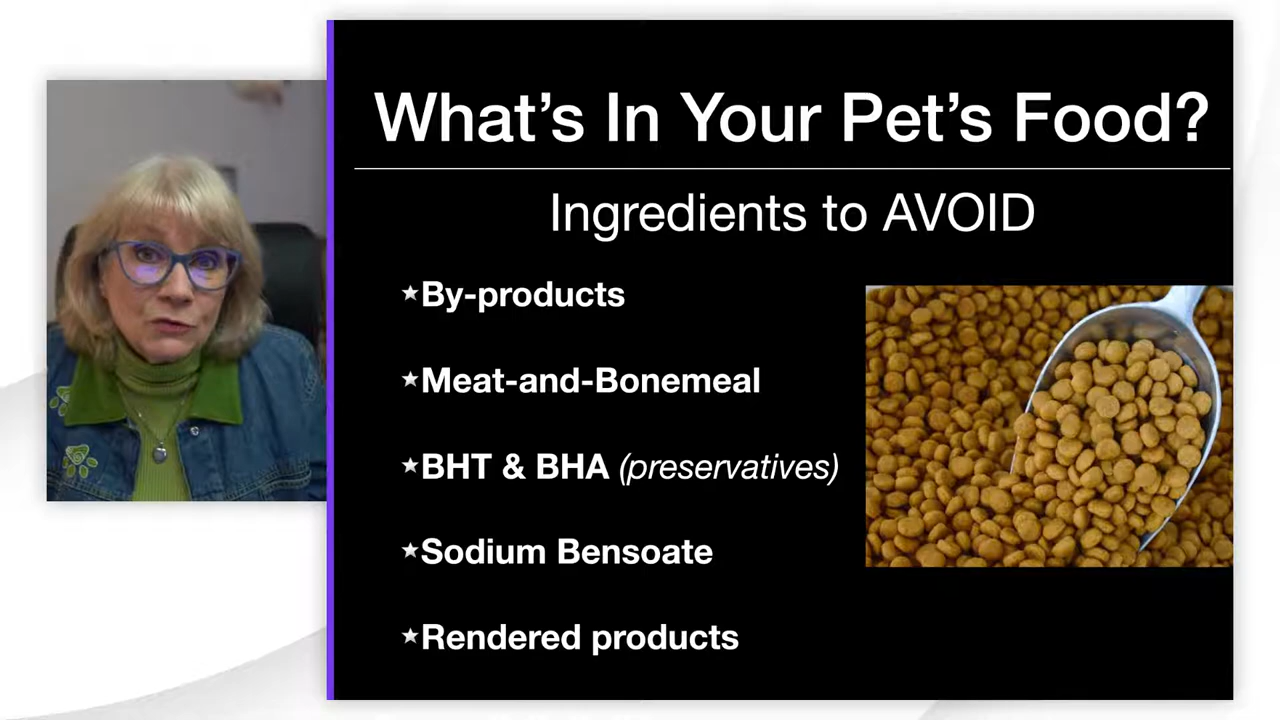 What's In Your Pet's Food?
Ingredients to AVOID
★By-products
★Meat-and-Bonemeal
★BHT & BHA (preservatives)
★Sodium Bensoate
★Rendered products